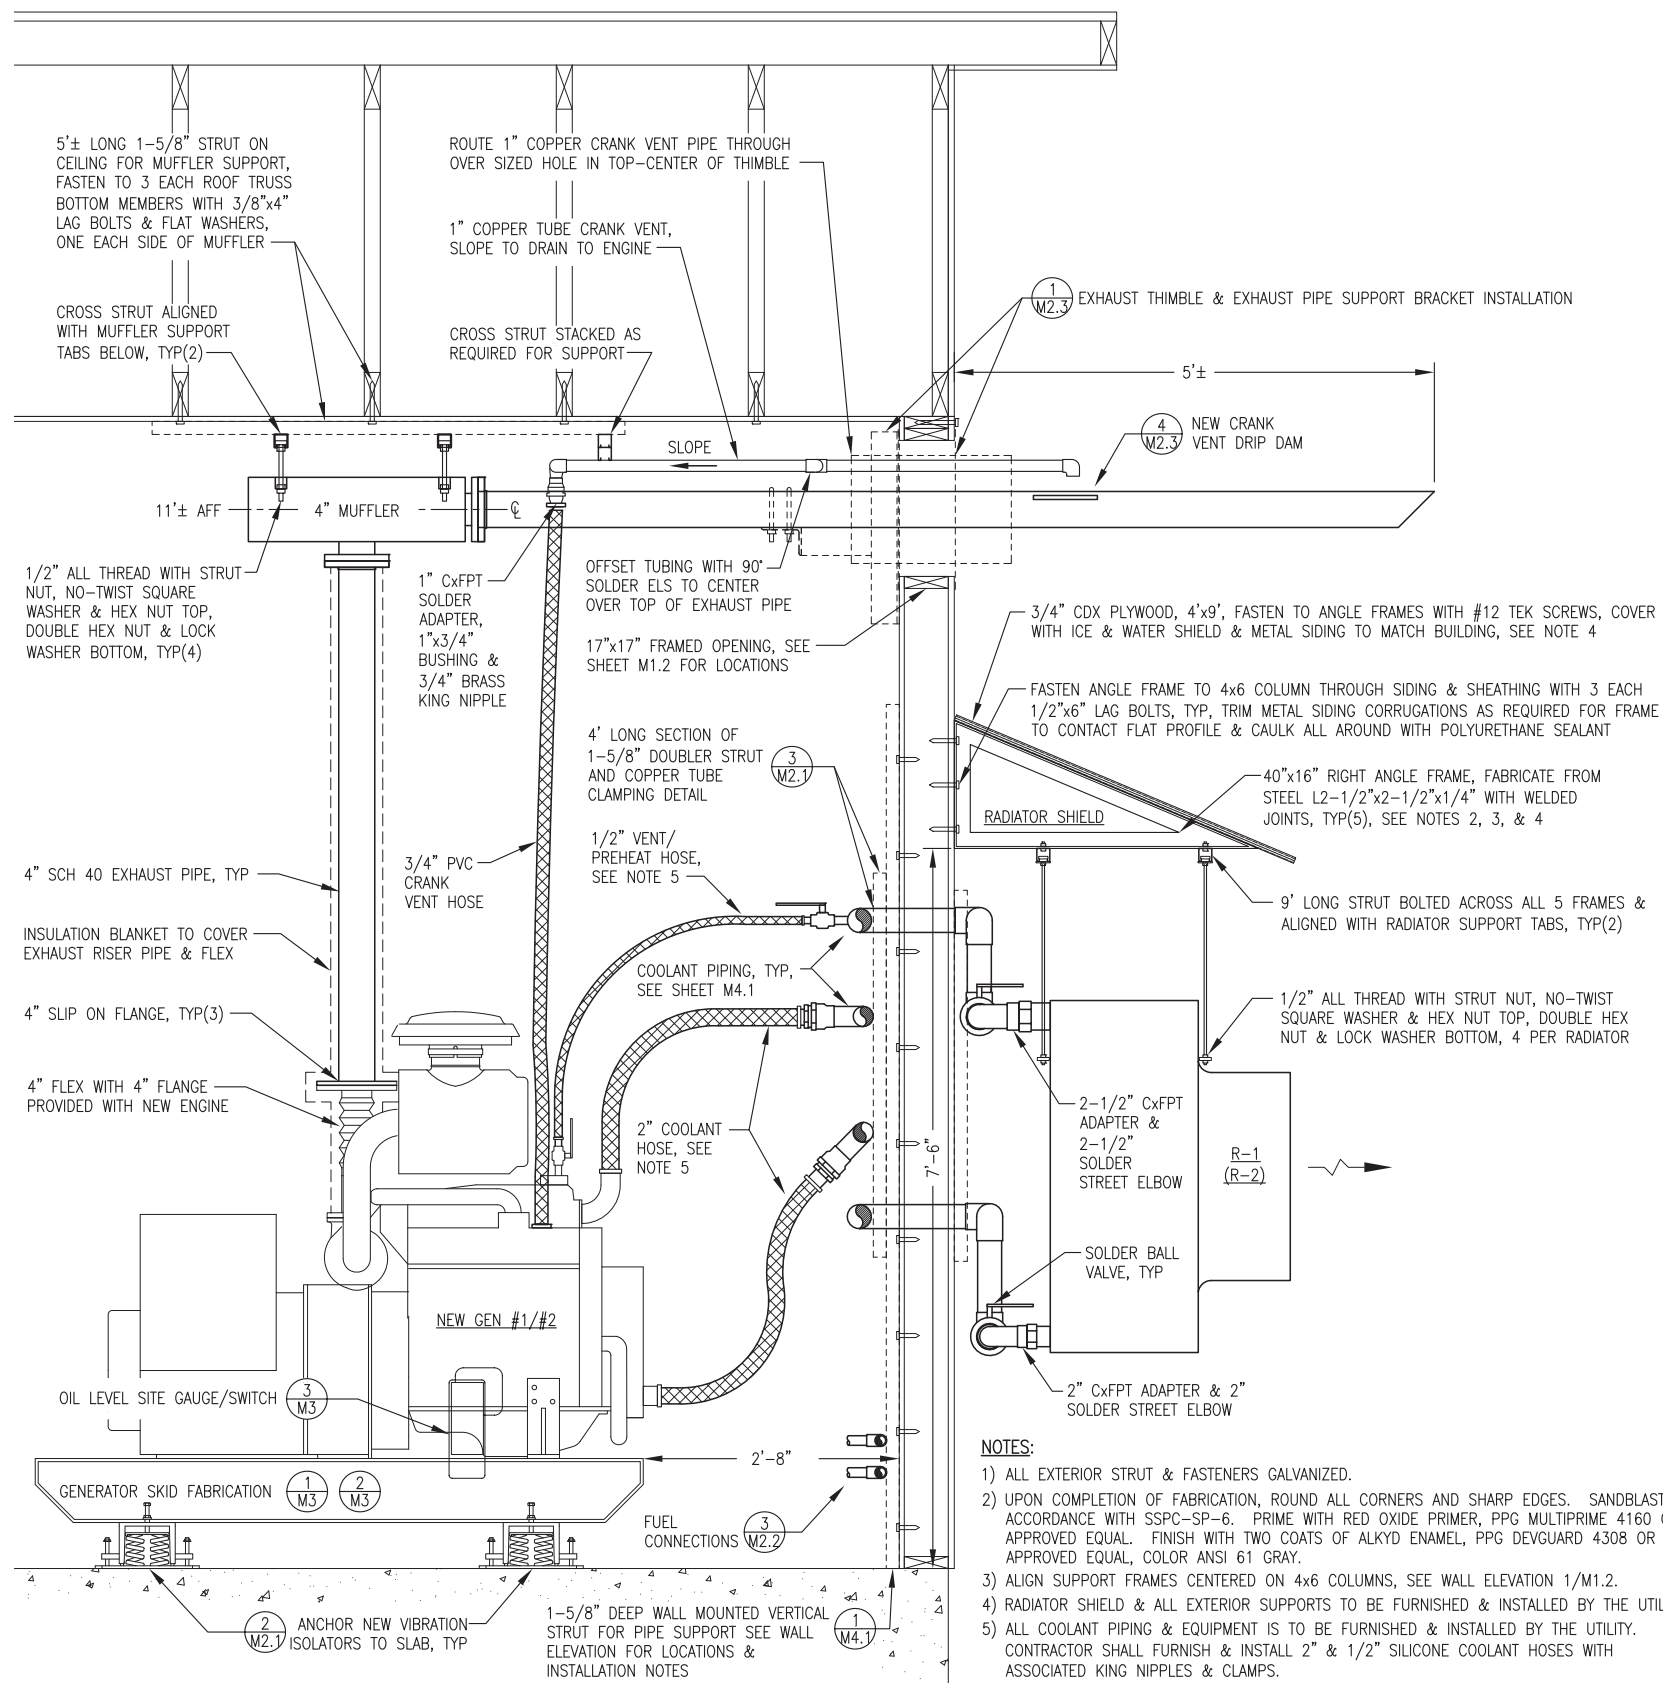 5'± LONG 1-5/8" STRUT ON
CEILING FOR MUFFLER SUPPORT,
FASTEN TO 3 EACH ROOF TRUSS
BOTTOM MEMBERS WITH 3/8"x4"
LAG BOLTS & FLAT WASHERS,
ONE EACH SIDE OF MUFFLER
ROUTE 1" COPPER CRANK VENT PIPE THROUGH
OVER SIZED HOLE IN TOP-CENTER OF THIMBLE
1" COPPER TUBE CRANK VENT,
SLOPE TO DRAIN TO ENGINE
1
M2.3
EXHAUST THIMBLE & EXHAUST PIPE SUPPORT BRACKET INSTALLATION
CROSS STRUT ALIGNED
WITH MUFFLER SUPPORT
TABS BELOW, TYP(2)
CROSS STRUT STACKED AS
REQUIRED FOR SUPPORT
5'±
4
M2.3
NEW CRANK
VENT DRIP DAM
SLOPE
11'± AFF
4" MUFFLER
℄
1/2" ALL THREAD WITH STRUT
NUT, NO-TWIST SQUARE
WASHER & HEX NUT TOP,
DOUBLE HEX NUT & LOCK
WASHER BOTTOM, TYP(4)
1" CxFPT
SOLDER
ADAPTER,
1"x3/4"
BUSHING &
3/4" BRASS
KING NIPPLE
OFFSET TUBING WITH 90°
SOLDER ELS TO CENTER
OVER TOP OF EXHAUST PIPE
17"x17" FRAMED OPENING, SEE
SHEET M1.2 FOR LOCATIONS
3/4" CDX PLYWOOD, 4'x9', FASTEN TO ANGLE FRAMES WITH #12 TEK SCREWS, COVER
WITH ICE & WATER SHIELD & METAL SIDING TO MATCH BUILDING, SEE NOTE 4
FASTEN ANGLE FRAME TO 4x6 COLUMN THROUGH SIDING & SHEATHING WITH 3 EACH
1/2"x6" LAG BOLTS, TYP, TRIM METAL SIDING CORRUGATIONS AS REQUIRED FOR FRAME
TO CONTACT FLAT PROFILE & CAULK ALL AROUND WITH POLYURETHANE SEALANT
4' LONG SECTION OF
1-5/8" DOUBLER STRUT
AND COPPER TUBE
CLAMPING DETAIL
3
M2.1
40"x16" RIGHT ANGLE FRAME, FABRICATE FROM
STEEL L2-1/2"x2-1/2"x1/4" WITH WELDED
JOINTS, TYP(5), SEE NOTES 2, 3, & 4
RADIATOR SHIELD
1/2" VENT/
PREHEAT HOSE,
SEE NOTE 5
3/4" PVC
CRANK
VENT HOSE
4" SCH 40 EXHAUST PIPE, TYP
9' LONG STRUT BOLTED ACROSS ALL 5 FRAMES &
ALIGNED WITH RADIATOR SUPPORT TABS, TYP(2)
INSULATION BLANKET TO COVER
EXHAUST RISER PIPE & FLEX
COOLANT PIPING, TYP,
SEE SHEET M4.1
4" SLIP ON FLANGE, TYP(3)
1/2" ALL THREAD WITH STRUT NUT, NO-TWIST
SQUARE WASHER & HEX NUT TOP, DOUBLE HEX
NUT & LOCK WASHER BOTTOM, 4 PER RADIATOR
4" FLEX WITH 4" FLANGE
PROVIDED WITH NEW ENGINE
2" COOLANT
HOSE, SEE
NOTE 5
7'-6"
2-1/2" CxFPT
ADAPTER &
2-1/2"
SOLDER
STREET ELBOW
R-1
(R-2)
SOLDER BALL
VALVE, TYP
NEW GEN #1/#2
OIL LEVEL SITE GAUGE/SWITCH
3
M3
2" CxFPT ADAPTER & 2"
SOLDER STREET ELBOW
2'-8"
GENERATOR SKID FABRICATION
1
M3
2
M3
FUEL
CONNECTIONS
3
M2.2
2
M2.1
ANCHOR NEW VIBRATION
ISOLATORS TO SLAB, TYP
1-5/8" DEEP WALL MOUNTED VERTICAL
STRUT FOR PIPE SUPPORT SEE WALL
ELEVATION FOR LOCATIONS &
INSTALLATION NOTES
1
M4.1
NOTES:
1) ALL EXTERIOR STRUT & FASTENERS GALVANIZED.
2) UPON COMPLETION OF FABRICATION, ROUND ALL CORNERS AND SHARP EDGES. SANDBLAST
ACCORDANCE WITH SSPC-SP-6. PRIME WITH RED OXIDE PRIMER, PPG MULTIPRIME 4160
APPROVED EQUAL. FINISH WITH TWO COATS OF ALKYD ENAMEL, PPG DEVGUARD 4308 OR
APPROVED EQUAL, COLOR ANSI 61 GRAY.
3) ALIGN SUPPORT FRAMES CENTERED ON 4x6 COLUMNS, SEE WALL ELEVATION 1/M1.2.
4) RADIATOR SHIELD & ALL EXTERIOR SUPPORTS TO BE FURNISHED & INSTALLED BY THE
5) ALL COOLANT PIPING & EQUIPMENT IS TO BE FURNISHED & INSTALLED BY THE UTILITY.
CONTRACTOR SHALL FURNISH & INSTALL 2" & 1/2" SILICONE COOLANT HOSES WITH
ASSOCIATED KING NIPPLES & CLAMPS.